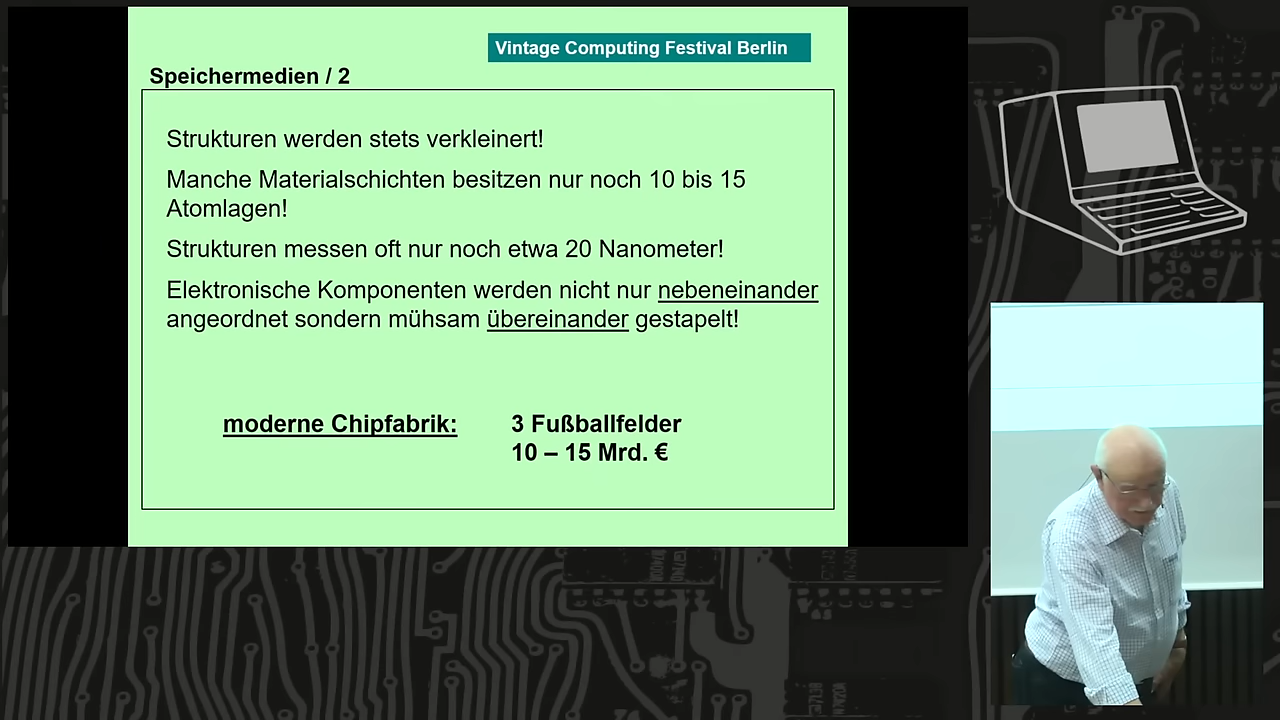 Vintage Computing Festival Berlin
Speichermedien / 2
Strukturen werden stets verkleinert!
Manche Materialschichten besitzen nur noch 10 bis 15
Atomlagen!
Strukturen messen oft nur noch etwa 20 Nanometer!
Elektronische Komponenten werden nicht nur nebeneinander
angeordnet sondern mühsam übereinander gestapelt!
moderne Chipfabrik: 3 Fußballfelder
10 – 15 Mrd. €